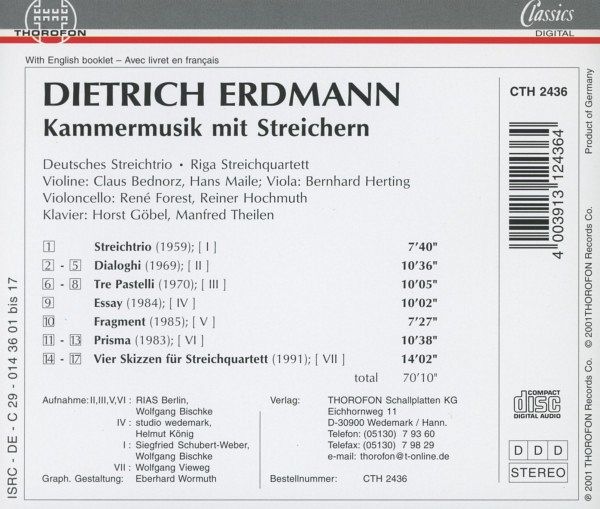 THOROFON
Classics
DIGITAL
With English booklet – Avec livret en français
DIETRICH ERDMANN
Kammermusik mit Streichern
CTH 2436
Product of Germany
Deutsches Streichtrio • Riga Streichquartett
Violine: Claus Bednorz, Hans Maile; Viola: Bernhard Herting
Violoncello: René Forest, Reiner Hochmuth
Klavier: Horst Göbel, Manfred Theilen
4 003913 124364
1 Streichtrio (1959); [ I ] 7'40"
2 - 5 Dialoghi (1969); [ II ] 10'36"
6 - 8 Tre Pastelli (1970); [ III ] 10'05"
9 Essay (1984); [ IV ] 10'02"
10 Fragment (1985); [ V ] 7'27"
11 - 13 Prisma (1983); [ VI ] 10'38"
14 - 17 Vier Skizzen für Streichquartett (1991); [ VII ] 14'02"
total 70'10"
Aufnahme: II,III,V,VI : RIAS Berlin,
Wolfgang Bischke
IV : studio wedemark,
Helmut König
I : Siegfried Schubert-Weber,
Wolfgang Bischke
VII : Wolfgang Vieweg
Graph. Gestaltung: Eberhard Wormuth
Verlag: THOROFON Schallplatten KG
Eichhornweg 11
D-30900 Wedemark / Hann.
Telefon: (05130) 7 93 60
Telefax: (05130) 7 98 29
e-mail: thorofon@t-online.de
Bestellnummer: CTH 2436
COMPACT
disc
DIGITAL AUDIO
D D D
STEREO
ISRC - DE - C 29 - 014 36 01 bis 17
℗ 2001 THOROFON Records Co. © 2001THOROFON Records Co.